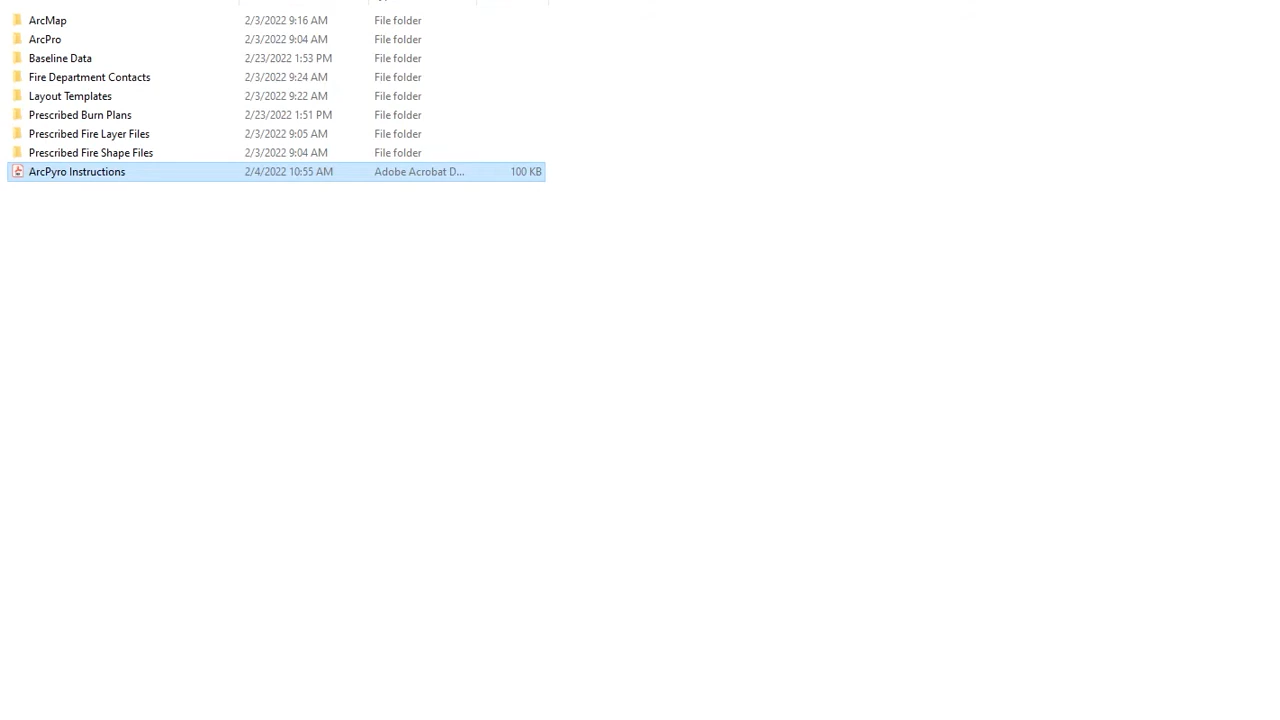 ArcMap 2/3/2022 9:16 AM File folder
ArcPro 2/3/2022 9:04 AM File folder
Baseline Data 2/23/2022 1:53 PM File folder
Fire Department Contacts 2/3/2022 9:24 AM File folder
Layout Templates 2/3/2022 9:22 AM File folder
Prescribed Burn Plans 2/23/2022 1:51 PM File folder
Prescribed Fire Layer Files 2/3/2022 9:05 AM File folder
Prescribed Fire Shape Files 2/3/2022 9:04 AM File folder
ArcPyro Instructions 2/4/2022 10:55 AM Adobe Acrobat D... 100 KB